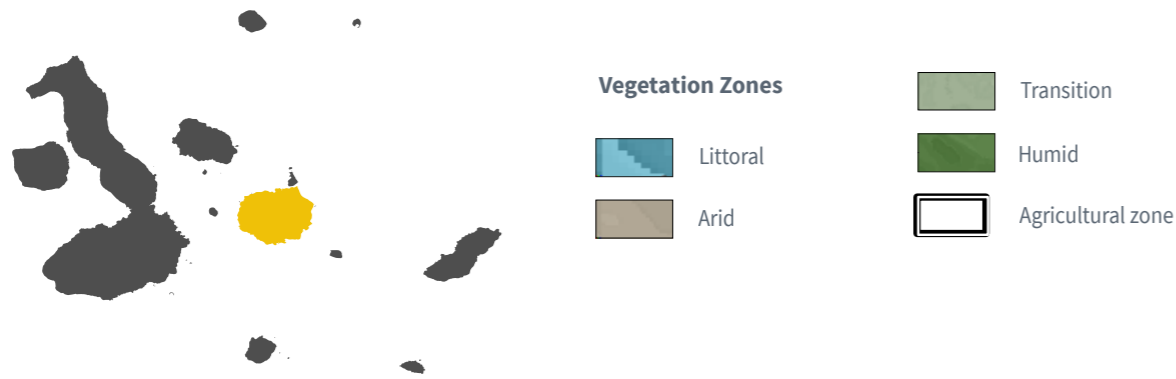 Vegetation Zones
Littoral
Arid
Transition
Humid
Agricultural zone